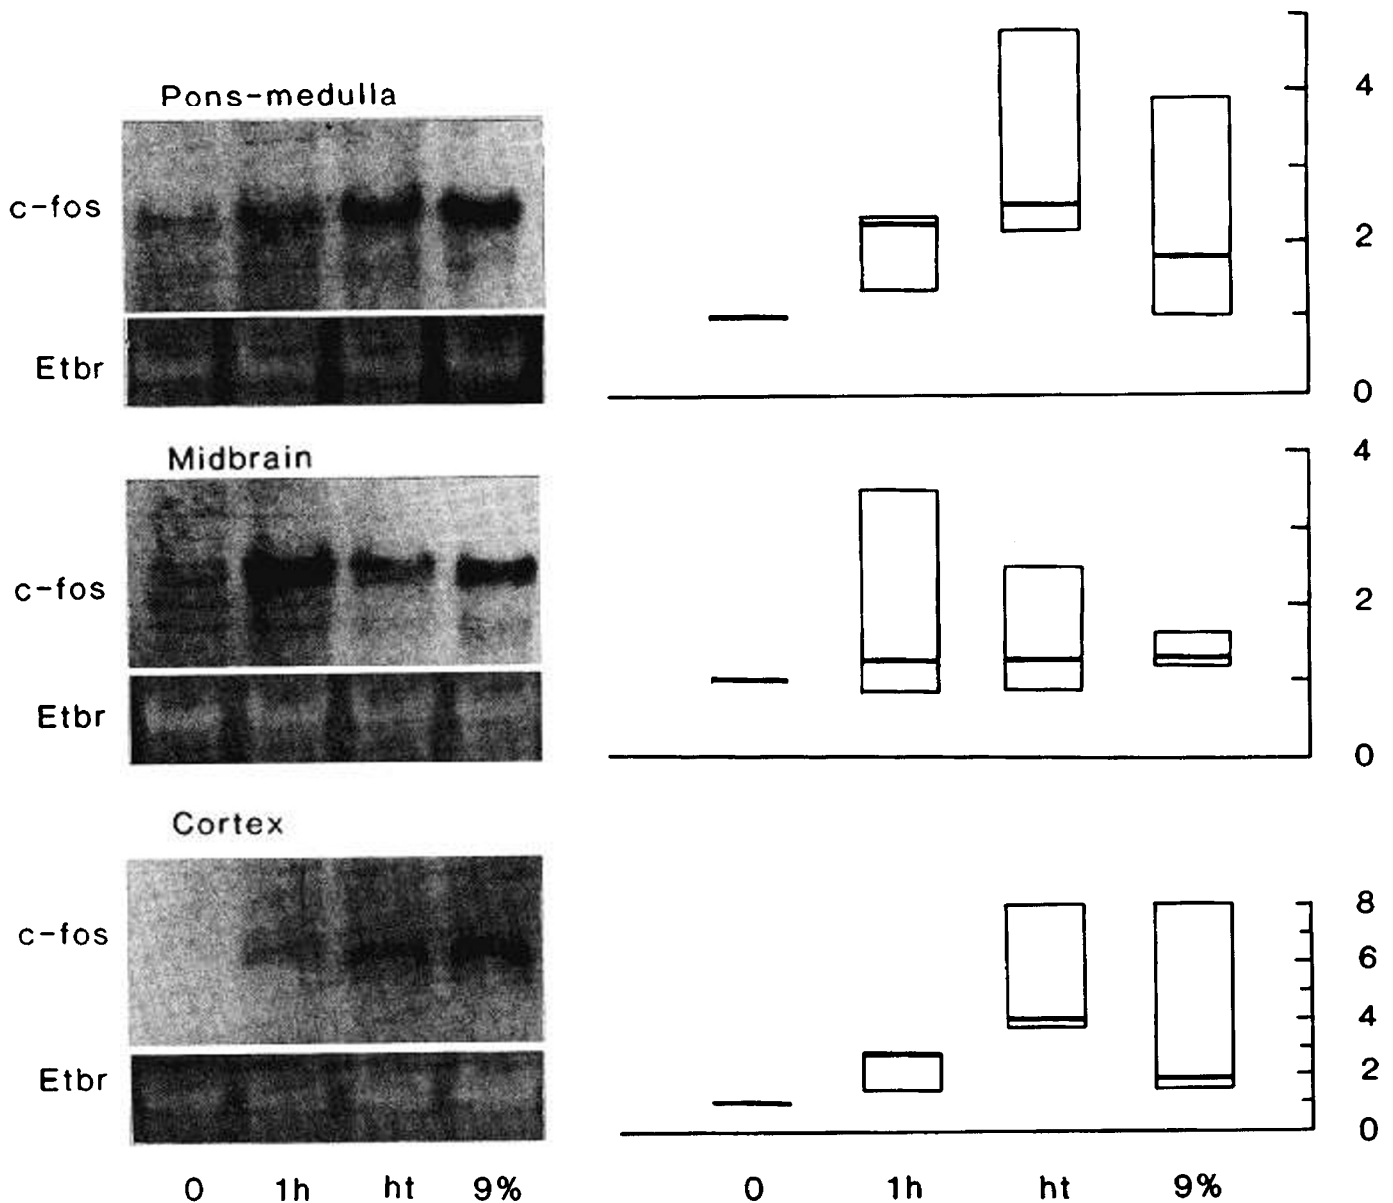 Pons-medulla
c-fos
Etbr
4
2
0
Midbrain
c-fos
Etbr
4
2
0
Cortex
c-fos
Etbr
8
6
4
2
0
0 1h ht 9%
0 1h ht 9%